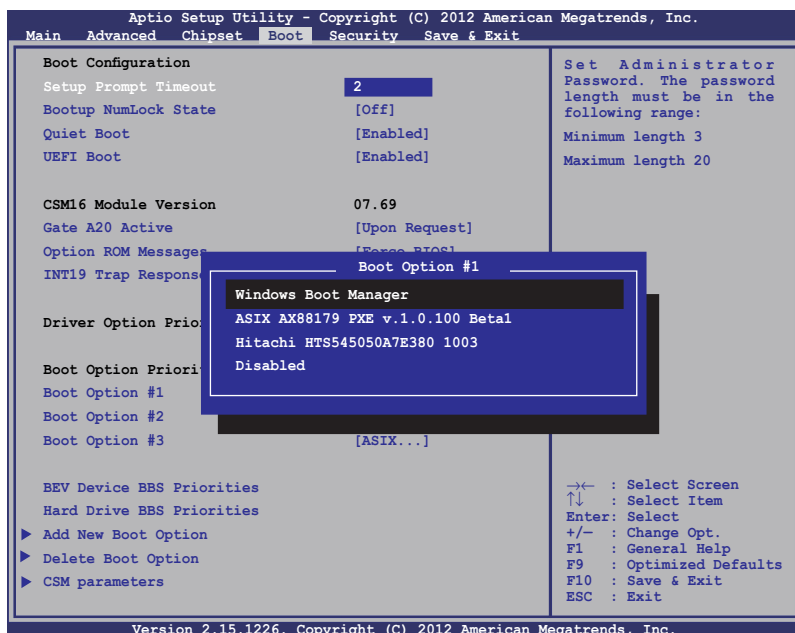 Aptio Setup Utility - Copyright (C) 2012 American Megatrends, Inc.
Main Advanced Chipset Boot Security Save & Exit
Boot Configuration
Setup Prompt Timeout 2
Bootup NumLock State [Off]
Quiet Boot [Enabled]
UEFI Boot [Enabled]
CSM16 Module Version 07.69
Gate A20 Active [Upon Request]
Option ROM Messages [Force BIOS]
INT19 Trap Response
Driver Option Prio
Boot Option Priori
Boot Option #1
Boot Option #2
Boot Option #3 [ASIX...]
BEV Device BBS Priorities
Hard Drive BBS Priorities
Add New Boot Option
Delete Boot Option
CSM parameters
Boot Option #1
Windows Boot Manager
ASIX AX88179 PXE v.1.0.100 Beta1
Hitachi HTS545050A7E380 1003
Disabled
Set Administrator
Password. The password
length must be in the
following range:
Minimum length 3
Maximum length 20
→← : Select Screen
↑↓ : Select Item
Enter: Select
+/— : Change Opt.
F1 : General Help
F9 : Optimized Defaults
F10 : Save & Exit
ESC : Exit
Version 2.15.1226. Copyright (C) 2012 American Megatrends, Inc.